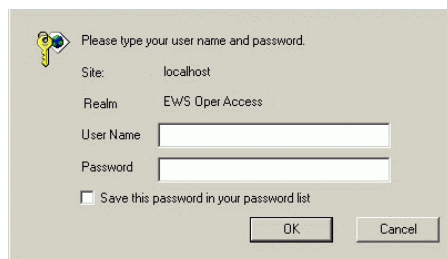 Please type your user name and password.
Site: localhost
Realm EWS Oper Access
User Name
Password
Save this password in your password list
OK Cancel